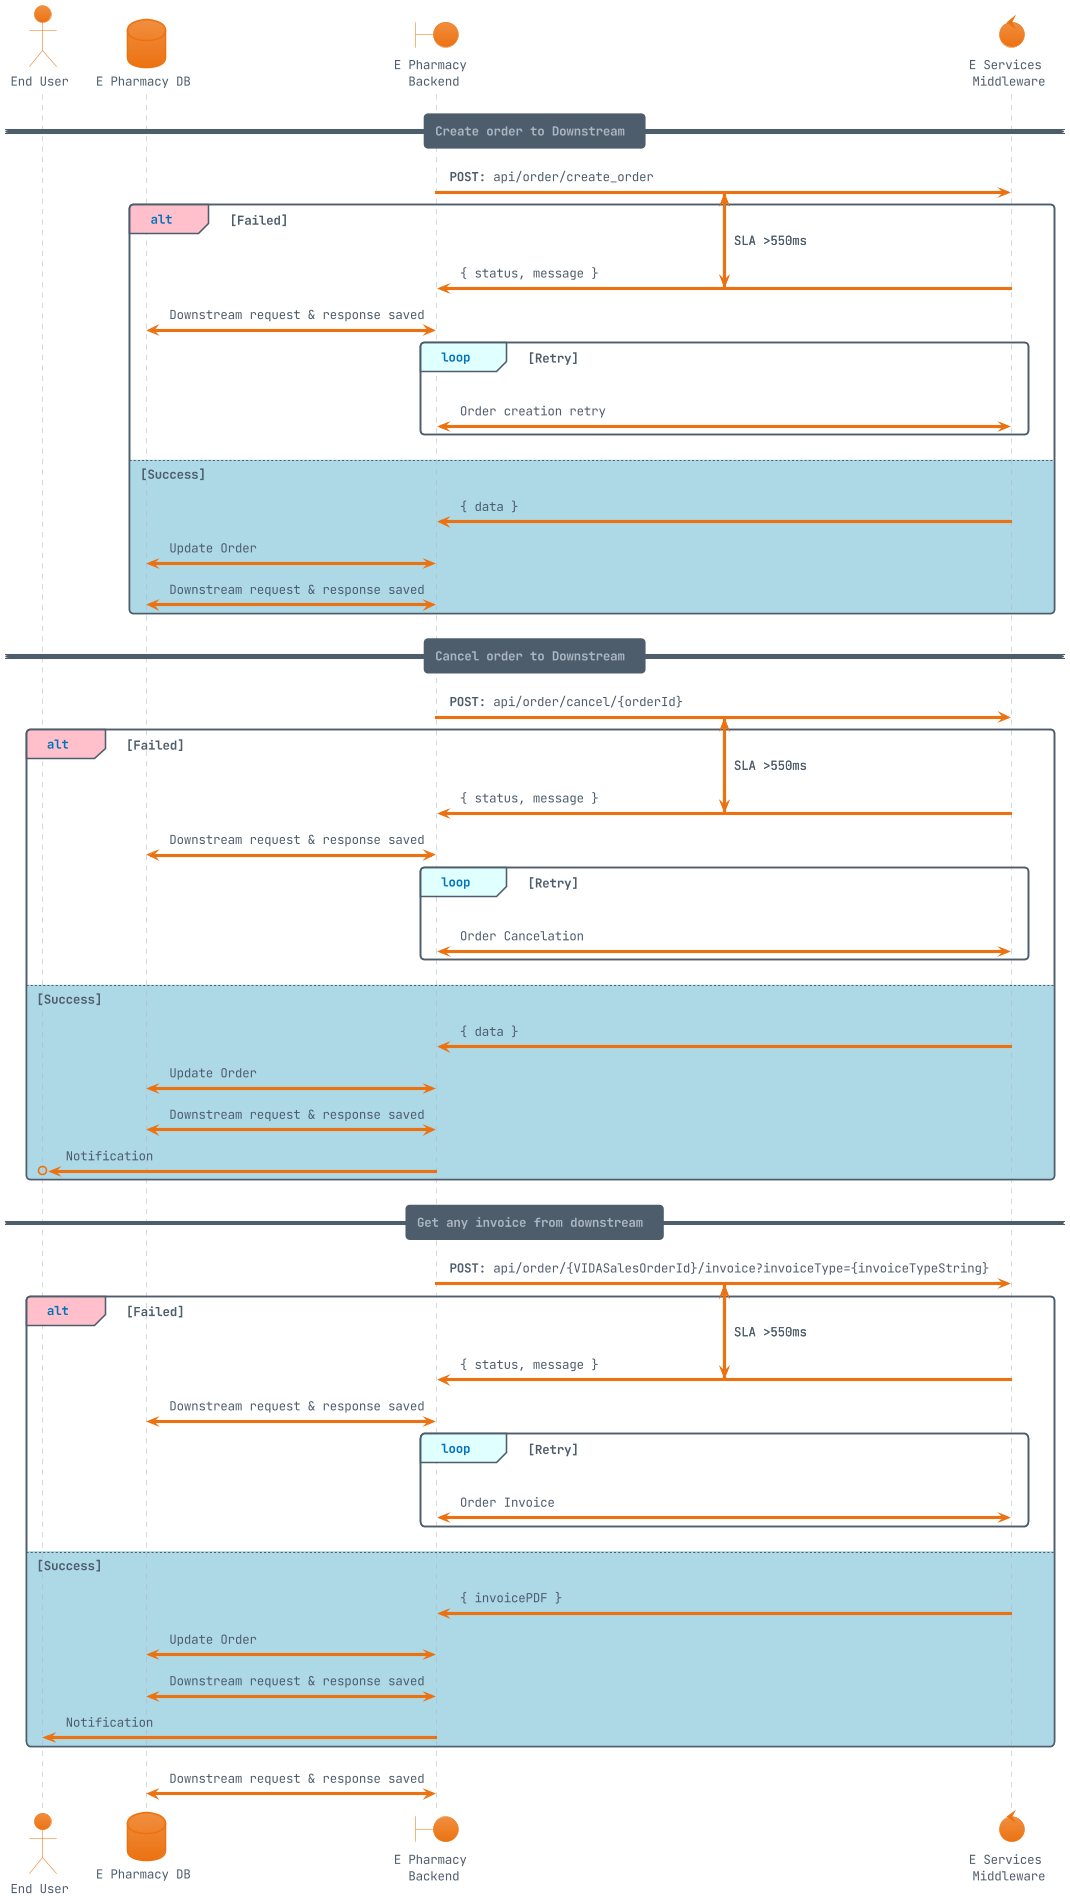 End User
E Pharmacy DB
E Pharmacy
Backend
E Services
Middleware
Create order to Downstream
POST: api/order/create_order
alt
[Failed]
SLA >550ms
{ status, message }
Downstream request & response saved
loop
[Retry]
Order creation retry
[Success]
{ data }
Update Order
Downstream request & response saved
Cancel order to Downstream
POST: api/order/cancel/{orderId}
alt
[Failed]
SLA >550ms
{ status, message }
Downstream request & response saved
loop
[Retry]
Order Cancelation
[Success]
{ data }
Update Order
Downstream request & response saved
Notification
Get any invoice from downstream
POST: api/order/{VIDASalesOrderId}/invoice?invoiceType={invoiceTypeString}
alt
[Failed]
SLA >550ms
{ status, message }
Downstream request & response saved
loop
[Retry]
Order Invoice
[Success]
{ invoicePDF }
Update Order
Downstream request & response saved
Notification
Downstream request & response saved
End User
E Pharmacy DB
E Pharmacy
Backend
E Services
Middleware